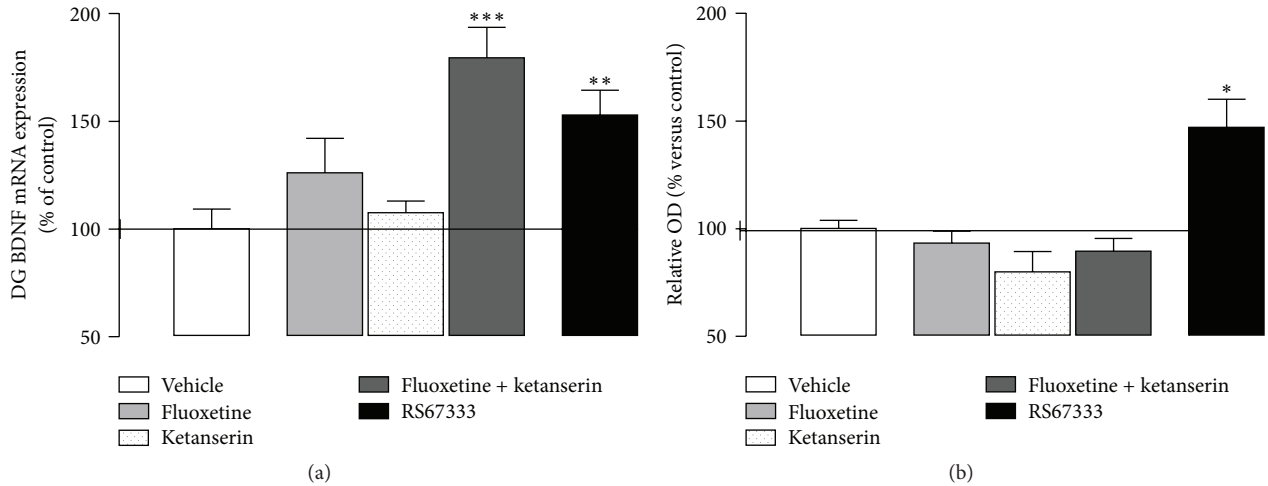 DG BDNF mRNA expression
(% of control)
200
150
100
50
***
**
Vehicle
Fluoxetine
Ketanserin
Fluoxetine + ketanserin
RS67333
(a)
Relative OD (% versus control)
200
150
100
50
*
Vehicle
Fluoxetine
Ketanserin
Fluoxetine + ketanserin
RS67333
(b)